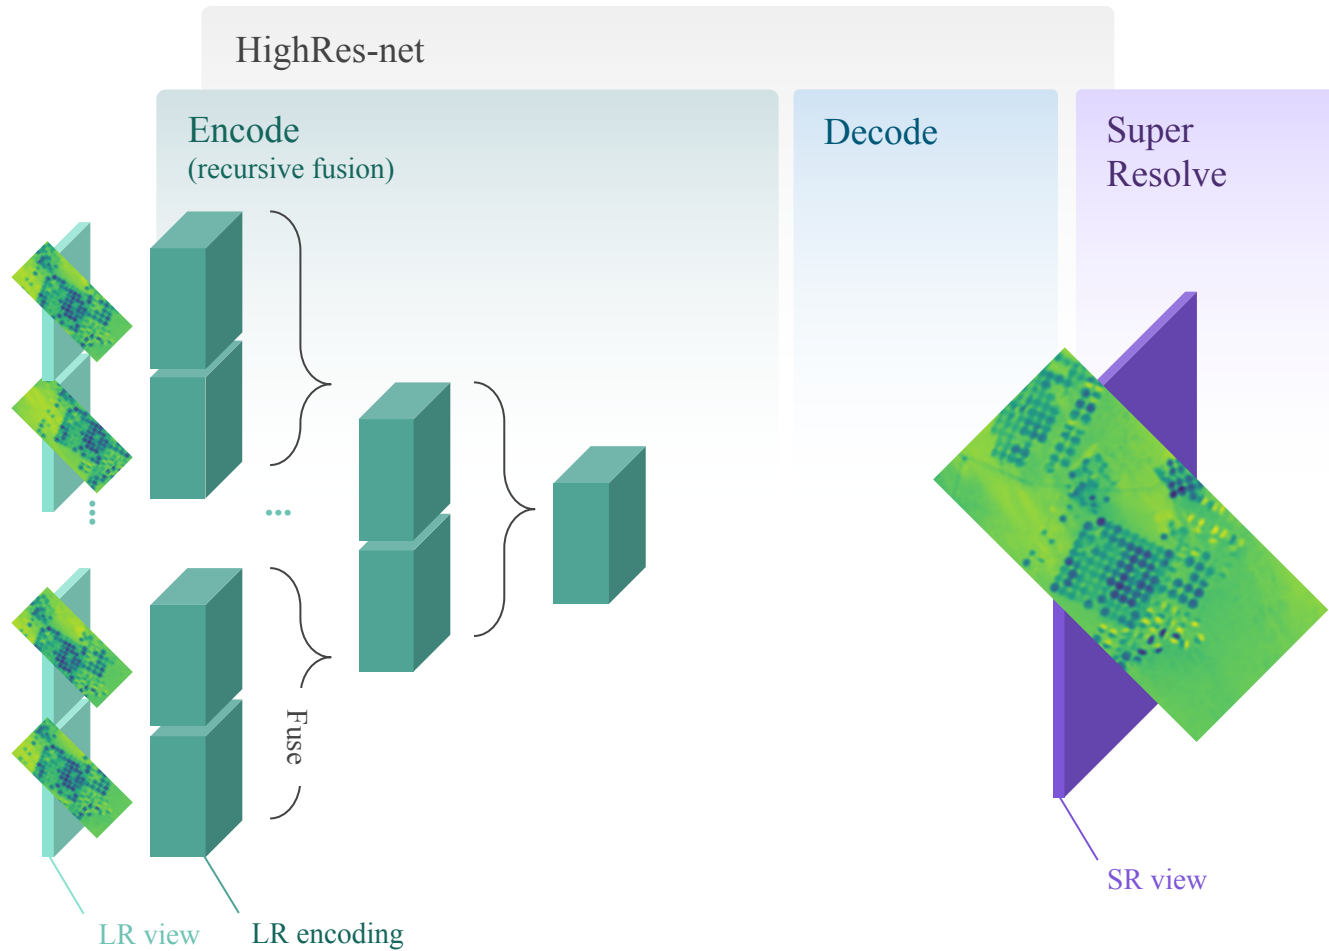 HighRes-net
Encode
(recursive fusion)
Decode
Super
Resolve
Fuse
SR view
LR view
LR encoding